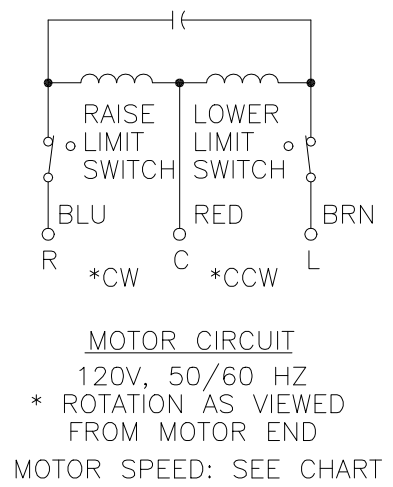 RAISE LOWER
LIMIT LIMIT
SWITCH SWITCH
BLU RED BRN
R C L
*CW *CCW
MOTOR CIRCUIT
120V, 50/60 HZ
* ROTATION AS VIEWED
FROM MOTOR END
MOTOR SPEED: SEE CHART